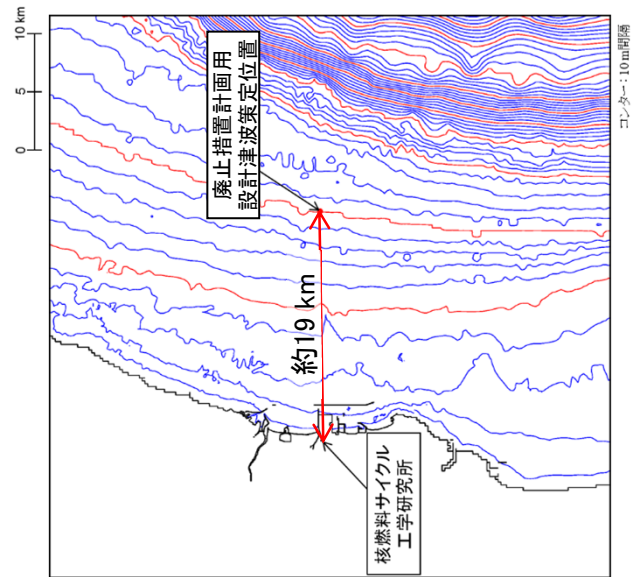 0 5 10 km
廃止措置計画用
設計津波策定位置
約19 km
核燃料サイクル
工学研究所
コンター：10m間隔